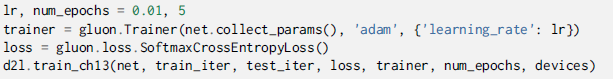 lr, num_epochs = 0.01, 5
trainer = gluon.Trainer(net.collect_params(), 'adam', {'learning_rate': lr})
loss = gluon.loss.SoftmaxCrossEntropyLoss()
d2l.train_ch13(net, train_iter, test_iter, loss, trainer, num_epochs, devices)